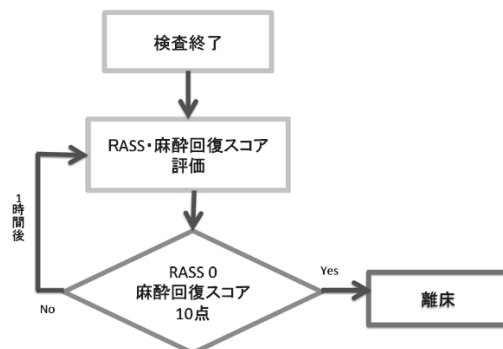 検査終了
RASS・麻酔回復スコア
評価
1時間後
RASS 0
麻酔回復スコア
10点
No
Yes
離床